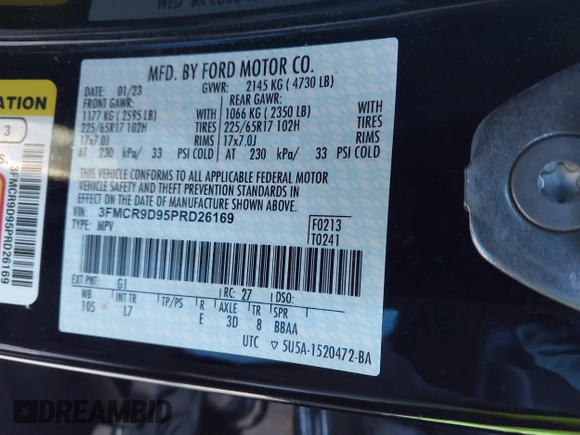 MFD. BY FORD MOTOR CO.
DATE: 01/23 GVWR: 2145 KG ( 4730 LB)
FRONT GAWR: REAR GAWR:
1177 KG ( 2595 LB) WITH 1066 KG ( 2350 LB) WITH
225/65R17 102H TIRES 225/65R17 102H TIRES
17x7.0J RIMS 17x7.0J RIMS
AT 230 kPa/ 33 PSI COLD AT 230 kPa/ 33 PSI COLD
THIS VEHICLE CONFORMS TO ALL APPLICABLE FEDERAL MOTOR
VEHICLE SAFETY AND THEFT PREVENTION STANDARDS IN
EFFECT ON THE DATE OF MANUFACTURE SHOWN ABOVE.
VIN: 3FMCR9D95PRD26169 F0213
TYPE: MPV T0241
EXT PNT: G1 RC: 27 DSO:
WB INT TR TP/PS R AXLE TR SPR
105 L7 E 3D 8 BBAA
UTC ▽ 5U5A-1520472-BA
ATION
3
3FMCR9D95PRD26169
DREAMBID